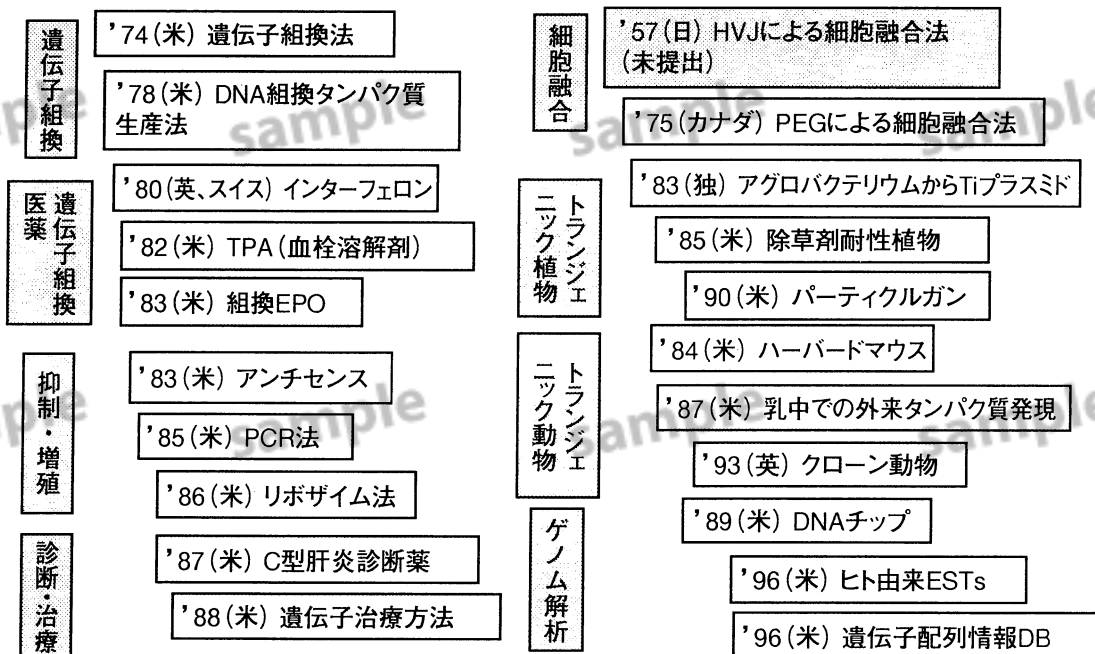 遺伝子組換
'74(米) 遺伝子組換法
'78(米) DNA組換タンパク質
生産法
遺伝子組換
医薬
'80(英、スイス) インターフェロン
'82(米) TPA(血栓溶解剤)
'83(米) 組換EPO
抑制・増殖
'83(米) アンチセンス
'85(米) PCR法
'86(米) リボザイム法
診断・治療
'87(米) C型肝炎診断薬
'88(米) 遺伝子治療方法
細胞融合
'57(日) HVJによる細胞融合法
(未提出)
'75(カナダ) PEGによる細胞融合法
トランジェ
ニック植物
'83(独) アグロバクテリウムからTiプラスミド
'85(米) 除草剤耐性植物
'90(米) パーティクルガン
トランジェ
ニック動物
'84(米) ハーバードマウス
'87(米) 乳中での外来タンパク質発現
'93(英) クローン動物
ゲノム解析
'89(米) DNAチップ
'96(米) ヒト由来ESTs
'96(米) 遺伝子配列情報DB
sample
sample
sample
sample
sample
sample
sample
sample